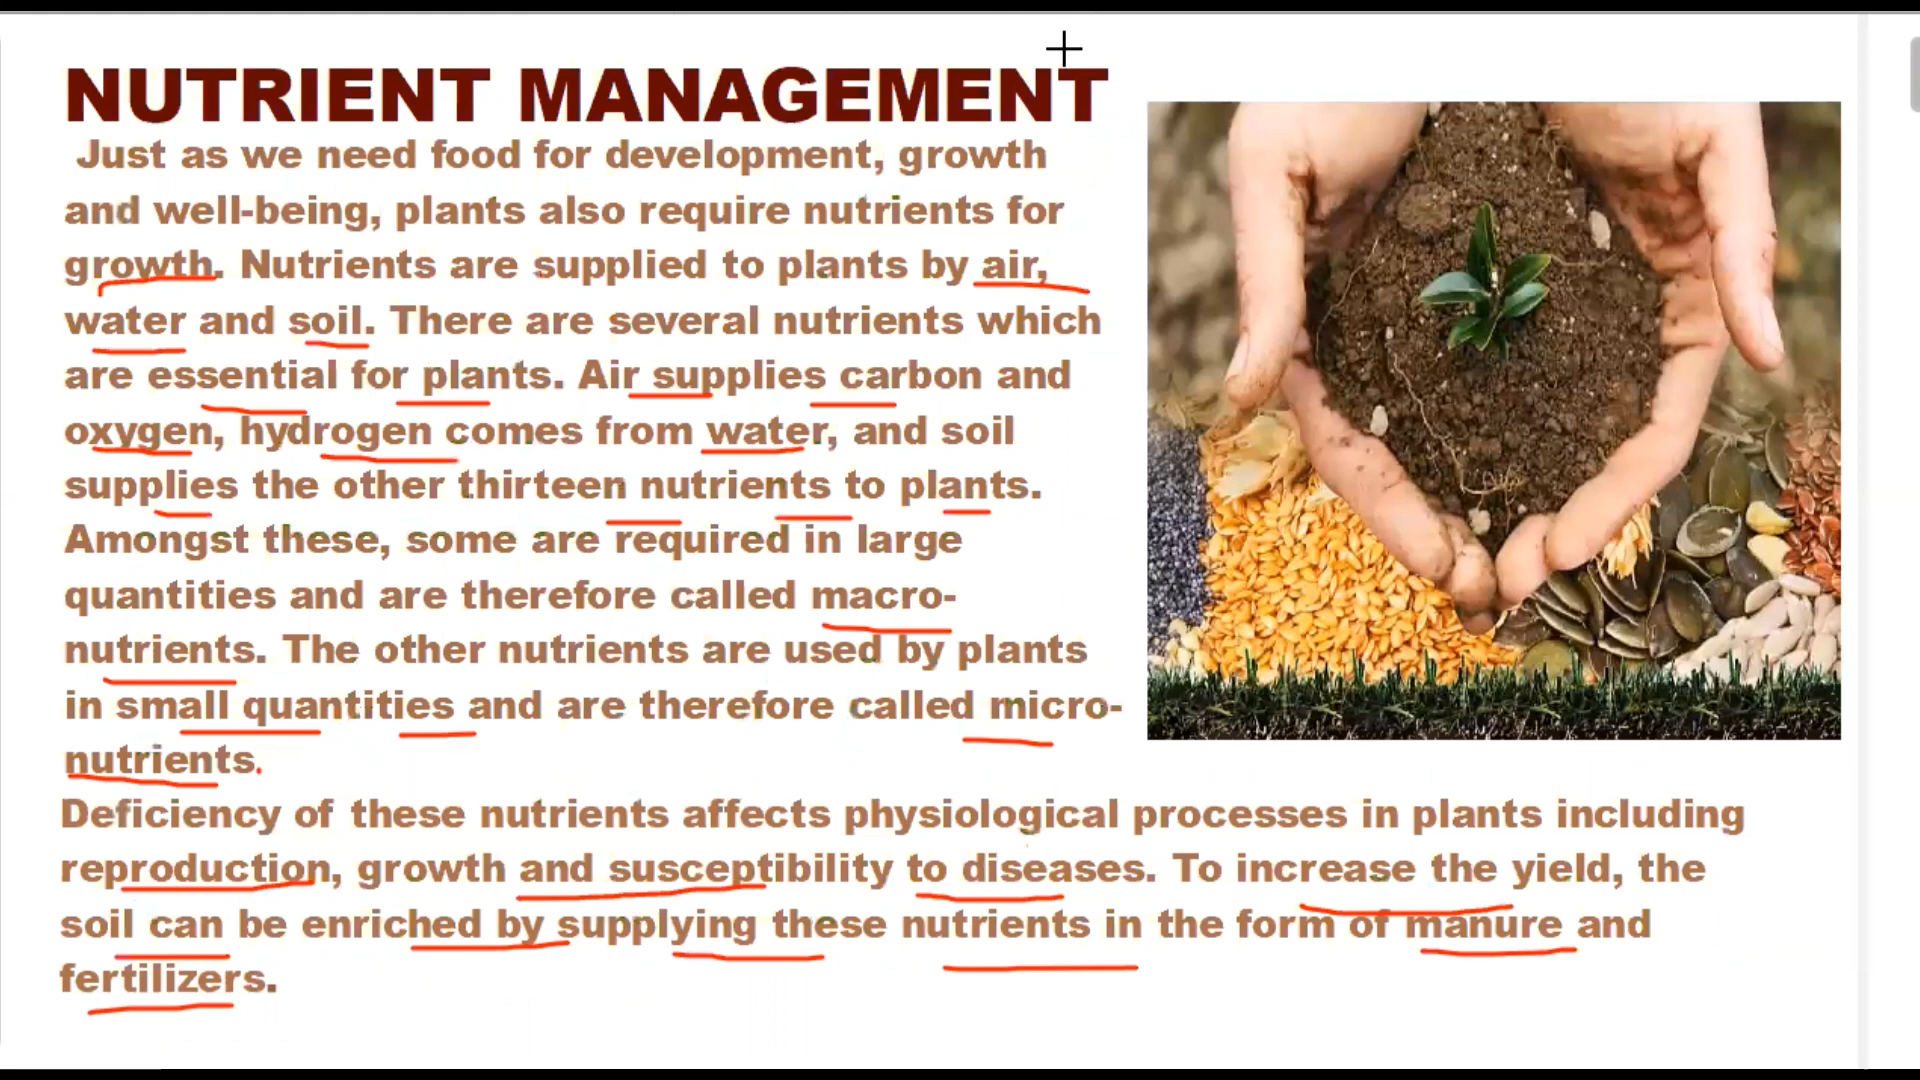 NUTRIENT MANAGEMENT
Just as we need food for development, growth
and well-being, plants also require nutrients for
growth. Nutrients are supplied to plants by air,
water and soil. There are several nutrients which
are essential for plants. Air supplies carbon and
oxygen, hydrogen comes from water, and soil
supplies the other thirteen nutrients to plants.
Amongst these, some are required in large
quantities and are therefore called macro-
nutrients. The other nutrients are used by plants
in small quantities and are therefore called micro-
nutrients.
Deficiency of these nutrients affects physiological processes in plants including
reproduction, growth and susceptibility to diseases. To increase the yield, the
soil can be enriched by supplying these nutrients in the form of manure and
fertilizers.